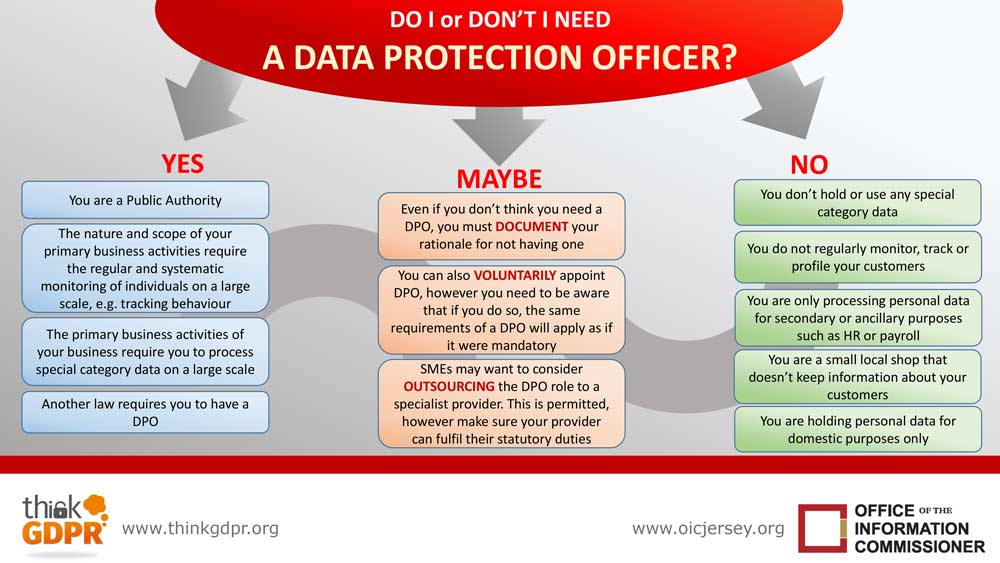 DO I or DON'T I NEED
A DATA PROTECTION OFFICER?
YES
You are a Public Authority
The nature and scope of your
primary business activities require
the regular and systematic
monitoring of individuals on a large
scale, e.g. tracking behaviour
The primary business activities of
your business require you to process
special category data on a large scale
Another law requires you to have a
DPO
MAYBE
Even if you don't think you need a
DPO, you must DOCUMENT your
rationale for not having one
You can also VOLUNTARILY appoint
DPO, however you need to be aware
that if you do so, the same
requirements of a DPO will apply as if
it were mandatory
SMEs may want to consider
OUTSOURCING the DPO role to a
specialist provider. This is permitted,
however make sure your provider
can fulfil their statutory duties
NO
You don't hold or use any special
category data
You do not regularly monitor, track or
profile your customers
You are only processing personal data
for secondary or ancillary purposes
such as HR or payroll
You are a small local shop that
doesn't keep information about your
customers
You are holding personal data for
domestic purposes only
think
GDPR
www.thinkgdpr.org
www.oicjersey.org
OFFICE OF THE
INFORMATION
COMMISSIONER